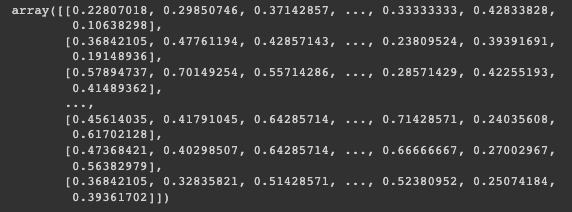 array([[0.22807018, 0.29850746, 0.37142857, ..., 0.33333333, 0.42833828,
0.10638298],
[0.36842105, 0.47761194, 0.42857143, ..., 0.23809524, 0.39391691,
0.19148936],
[0.57894737, 0.70149254, 0.55714286, ..., 0.28571429, 0.42255193,
0.41489362],
...,
[0.45614035, 0.41791045, 0.64285714, ..., 0.71428571, 0.24035608,
0.61702128],
[0.47368421, 0.40298507, 0.64285714, ..., 0.66666667, 0.27002967,
0.56382979],
[0.36842105, 0.32835821, 0.51428571, ..., 0.52380952, 0.25074184,
0.39361702]])